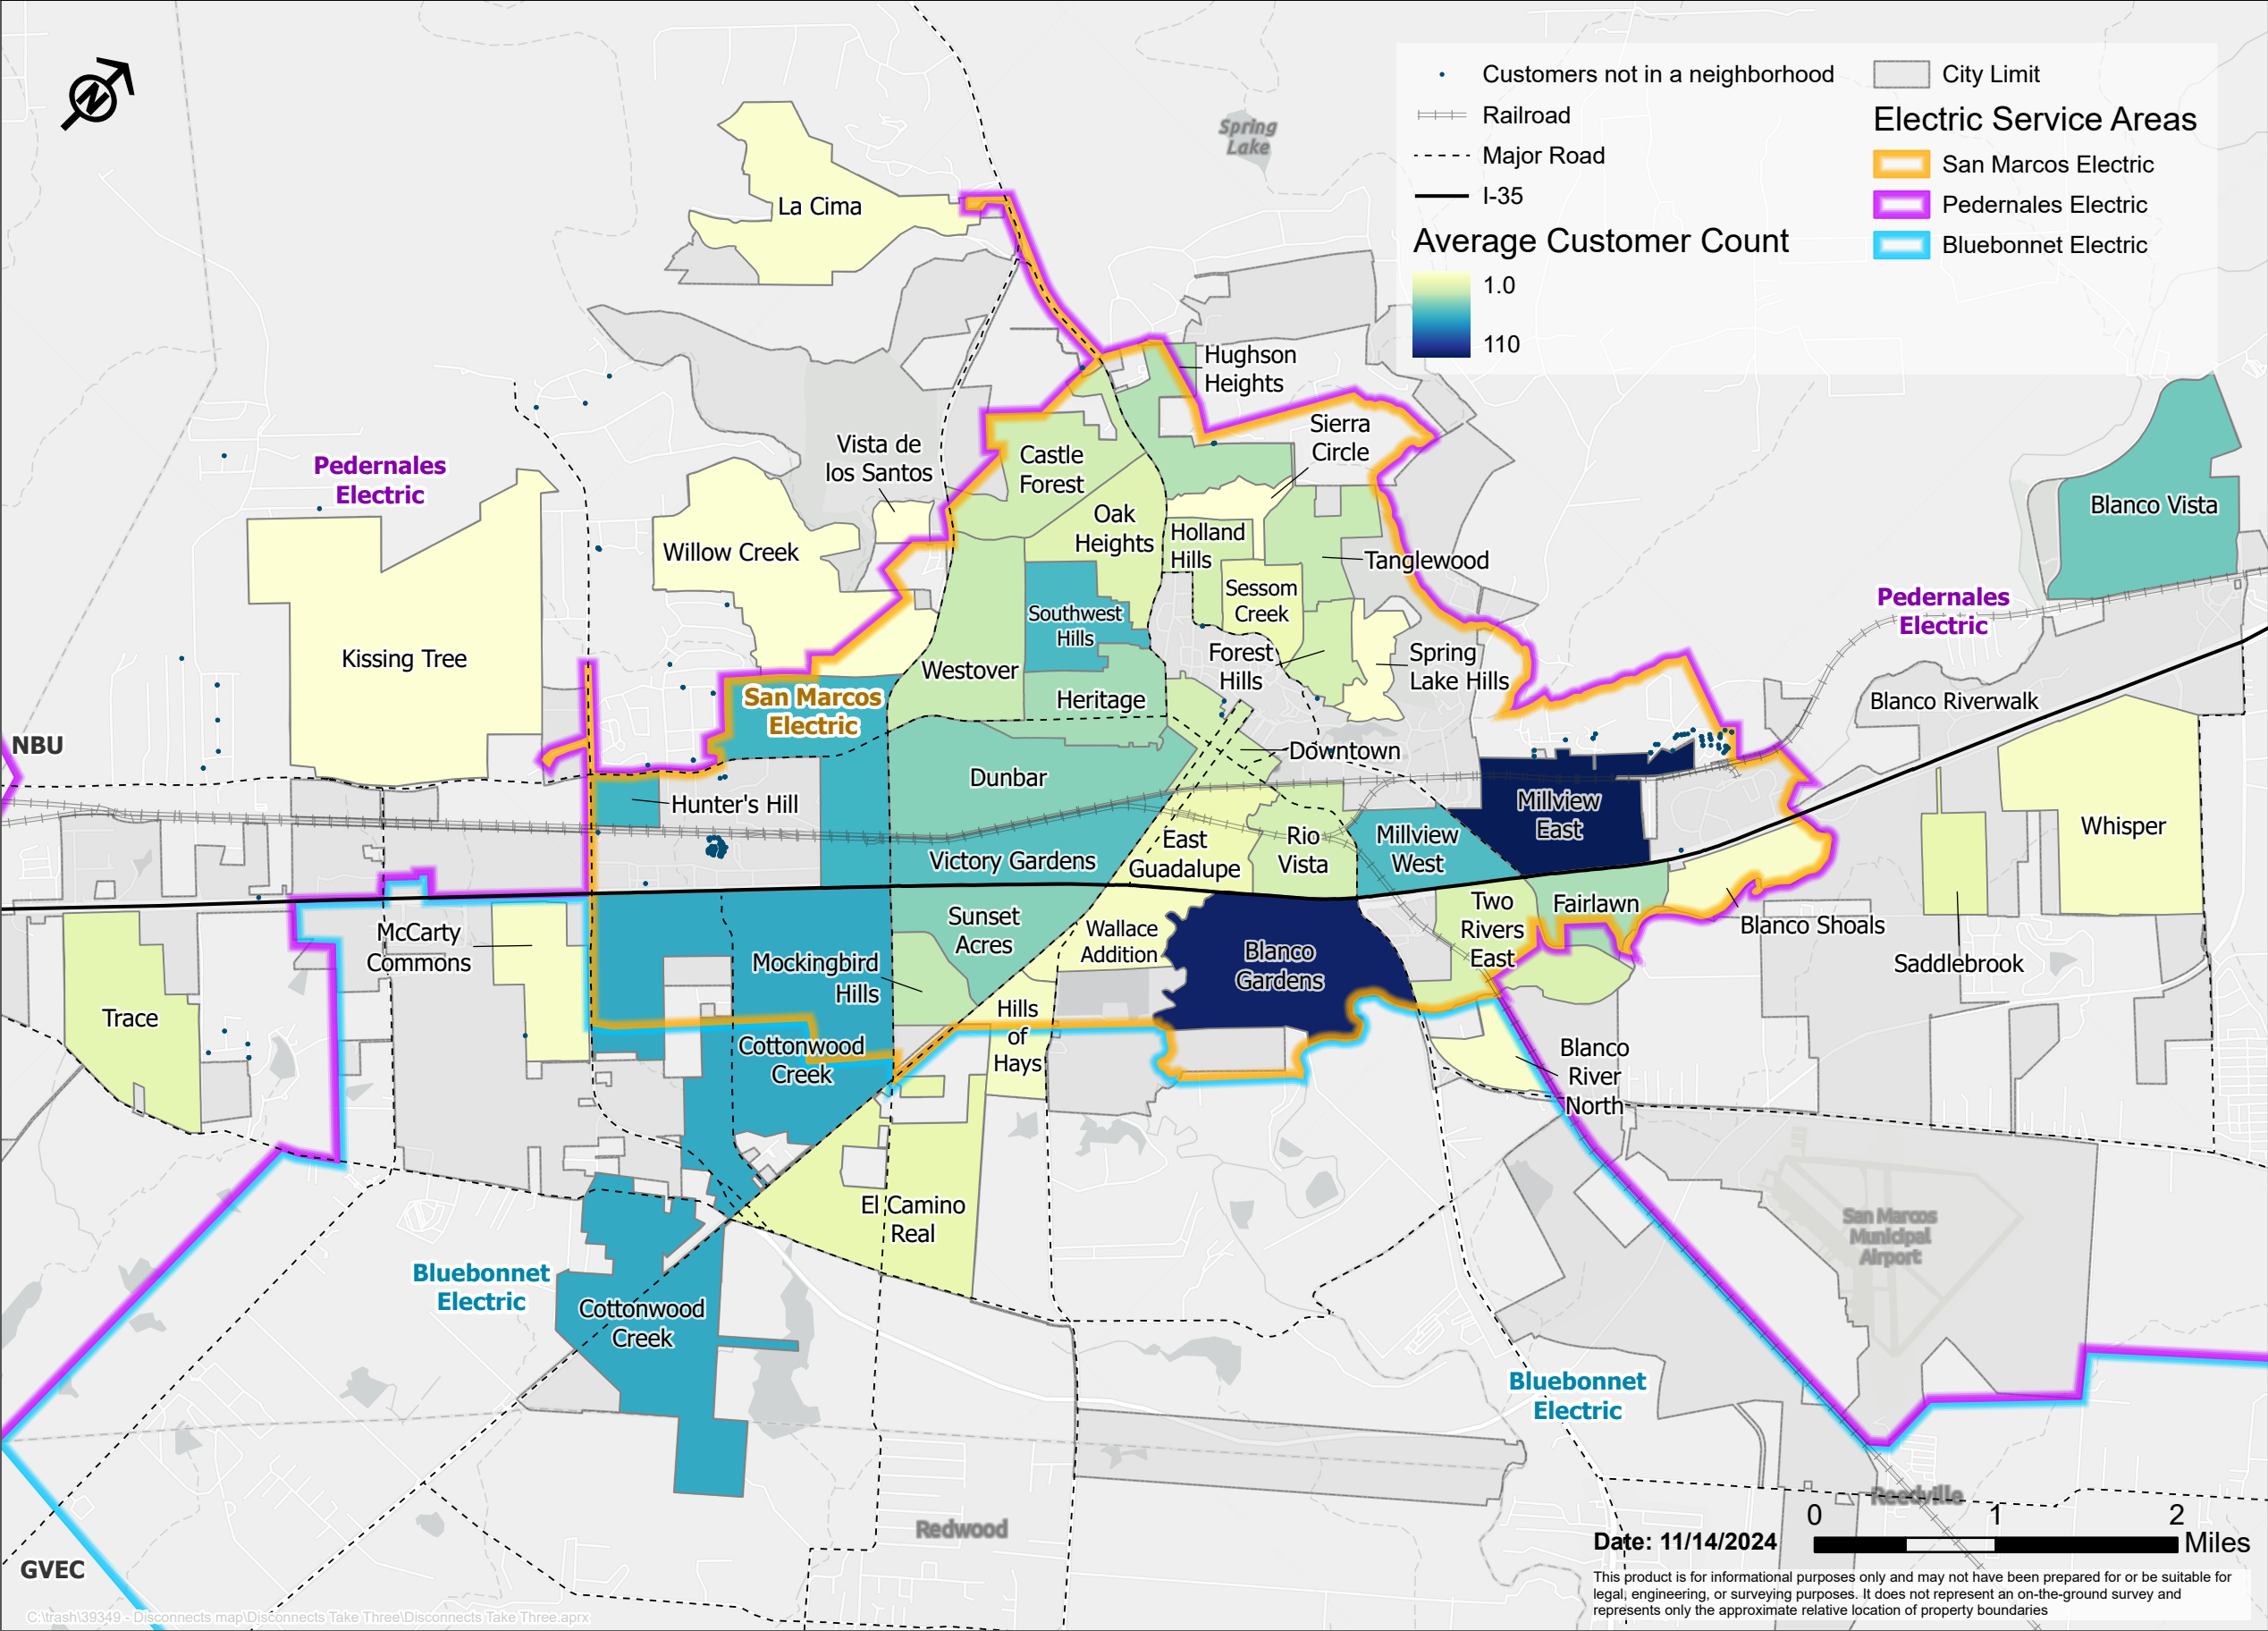 N
Customers not in a neighborhood
Railroad
Major Road
I-35
Average Customer Count
1.0
110
City Limit
Electric Service Areas
San Marcos Electric
Pedernales Electric
Bluebonnet Electric
Spring
Lake
La Cima
Hughson
Heights
Sierra
Circle
Vista de
los Santos
Castle
Forest
Pedernales
Electric
Blanco Vista
Oak
Heights
Holland
Hills
Willow Creek
Tanglewood
Sessom
Creek
Southwest
Hills
Pedernales
Electric
Kissing Tree
Westover
Forest
Hills
Spring
Lake Hills
San Marcos
Electric
Heritage
Blanco Riverwalk
NBU
Downtown
Dunbar
Hunter's Hill
Millview
East
Whisper
East
Guadalupe
Rio
Vista
Millview
West
Victory Gardens
McCarty
Commons
Sunset
Acres
Wallace
Addition
Two
Rivers
East
Fairlawn
Blanco Shoals
Blanco
Gardens
Saddlebrook
Mockingbird
Hills
Trace
Hills
of
Hays
Cottonwood
Creek
Blanco
River
North
El Camino
Real
San Marcos
Municipal
Airport
Bluebonnet
Electric
Cottonwood
Creek
Bluebonnet
Electric
Reedville
Redwood
GVEC
0 1 2
Miles
Date: 11/14/2024
This product is for informational purposes only and may not have been prepared for or be suitable for
legal, engineering, or surveying purposes. It does not represent an on-the-ground survey and
represents only the approximate relative location of property boundaries
C:\trash\39349 - Disconnects map\Disconnects Take Three\Disconnects Take Three.aprx